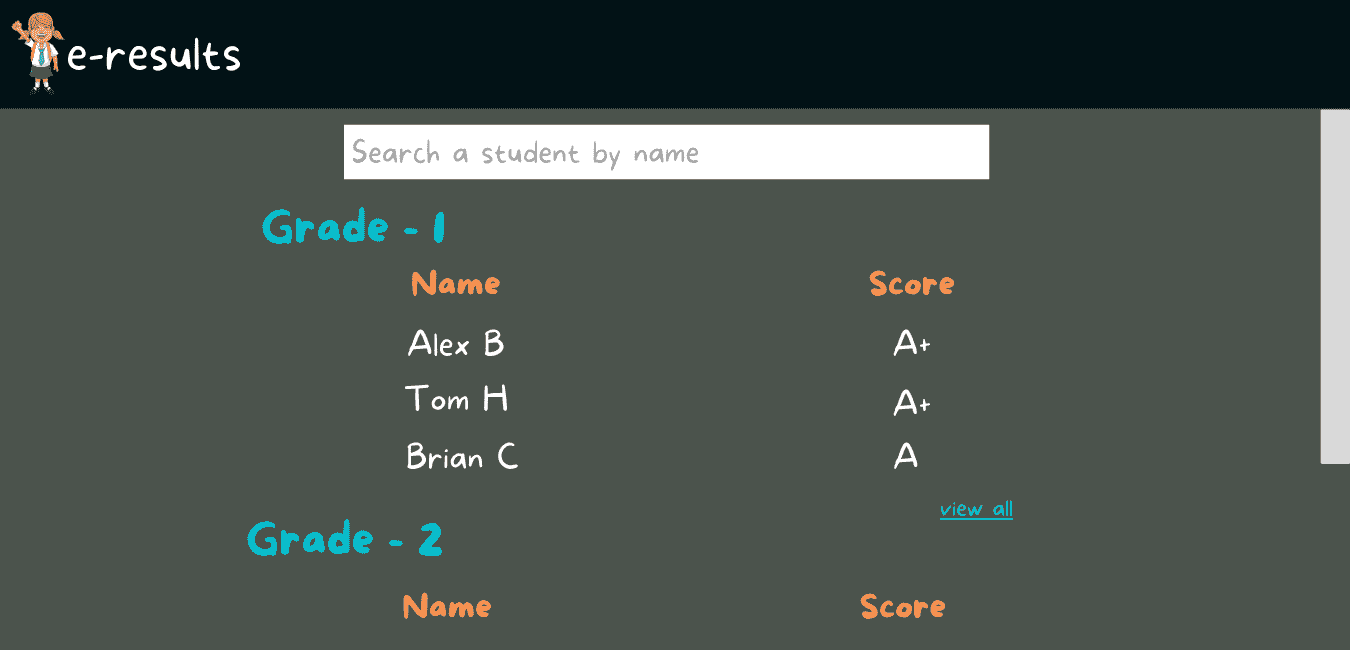 e-results
Search a student by name
Grade - 1
Name Score
Alex B A+
Tom H A+
Brian C A
view all
Grade - 2
Name Score